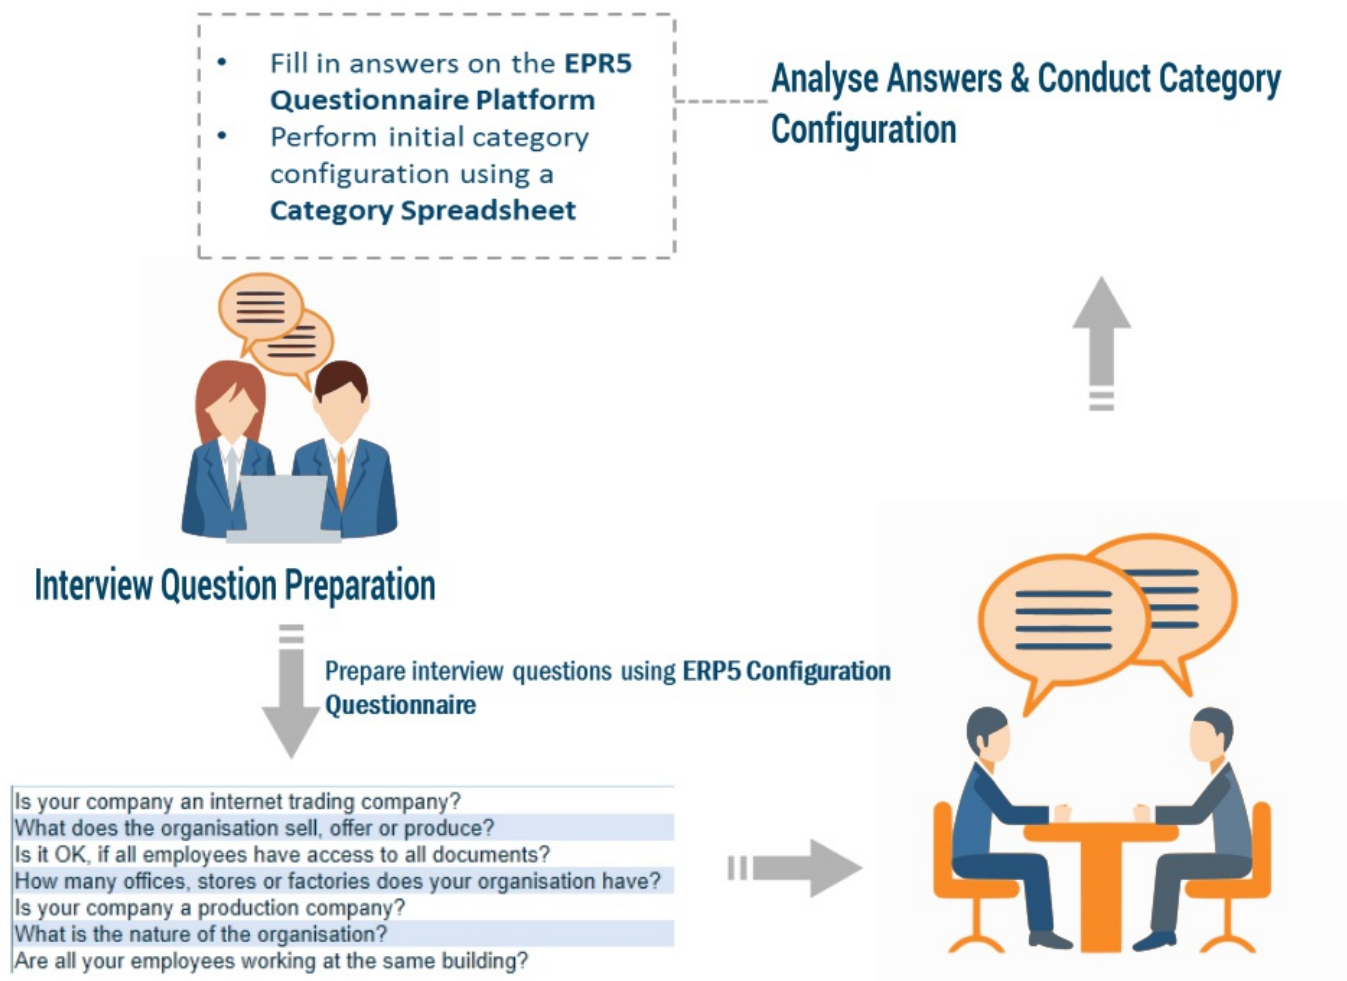 • Fill in answers on the EPR5
Questionnaire Platform
• Perform initial category
configuration using a
Category Spreadsheet
Analyse Answers & Conduct Category
Configuration
Interview Question Preparation
Prepare interview questions using ERP5 Configuration
Questionnaire
Is your company an internet trading company?
What does the organisation sell, offer or produce?
Is it OK, if all employees have access to all documents?
How many offices, stores or factories does your organisation have?
Is your company a production company?
What is the nature of the organisation?
Are all your employees working at the same building?